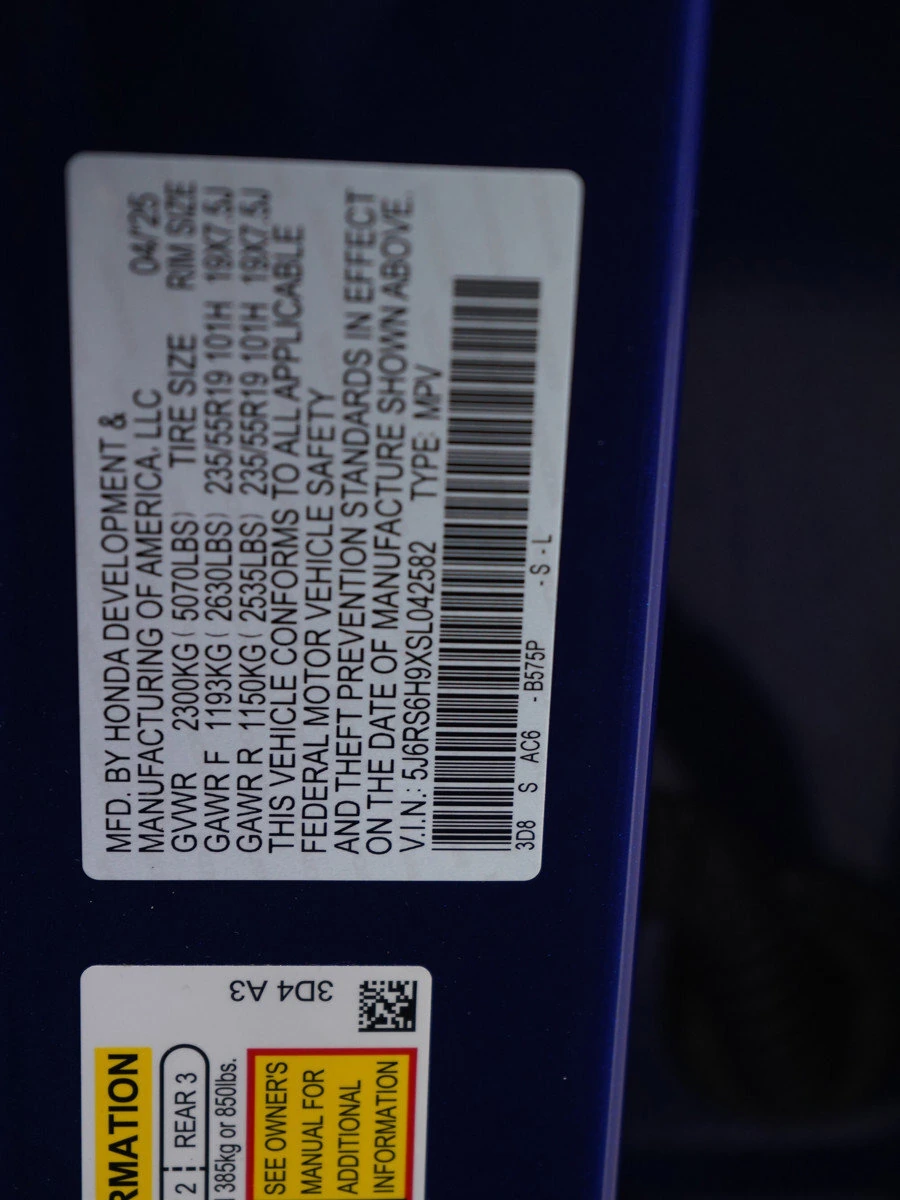 MFD. BY HONDA DEVELOPMENT &
MANUFACTURING OF AMERICA, LLC 04/25
GVWR 2300KG ( 5070LBS) TIRE SIZE RIM SIZE
GAWR F 1193KG ( 2630LBS) 235/55R19 101H 19X7.5J
GAWR R 1150KG ( 2535LBS) 235/55R19 101H 19X7.5J
THIS VEHICLE CONFORMS TO ALL APPLICABLE
FEDERAL MOTOR VEHICLE SAFETY
AND THEFT PREVENTION STANDARDS IN EFFECT
ON THE DATE OF MANUFACTURE SHOWN ABOVE.
V.I.N.: 5J6RS6H9XSL042582 TYPE: MPV
3D8 S AC6 - B575P - S - L
3D4 A3
RMATION
2 REAR 3
385kg or 850lbs.
SEE OWNER'S
MANUAL FOR
ADDITIONAL
INFORMATION